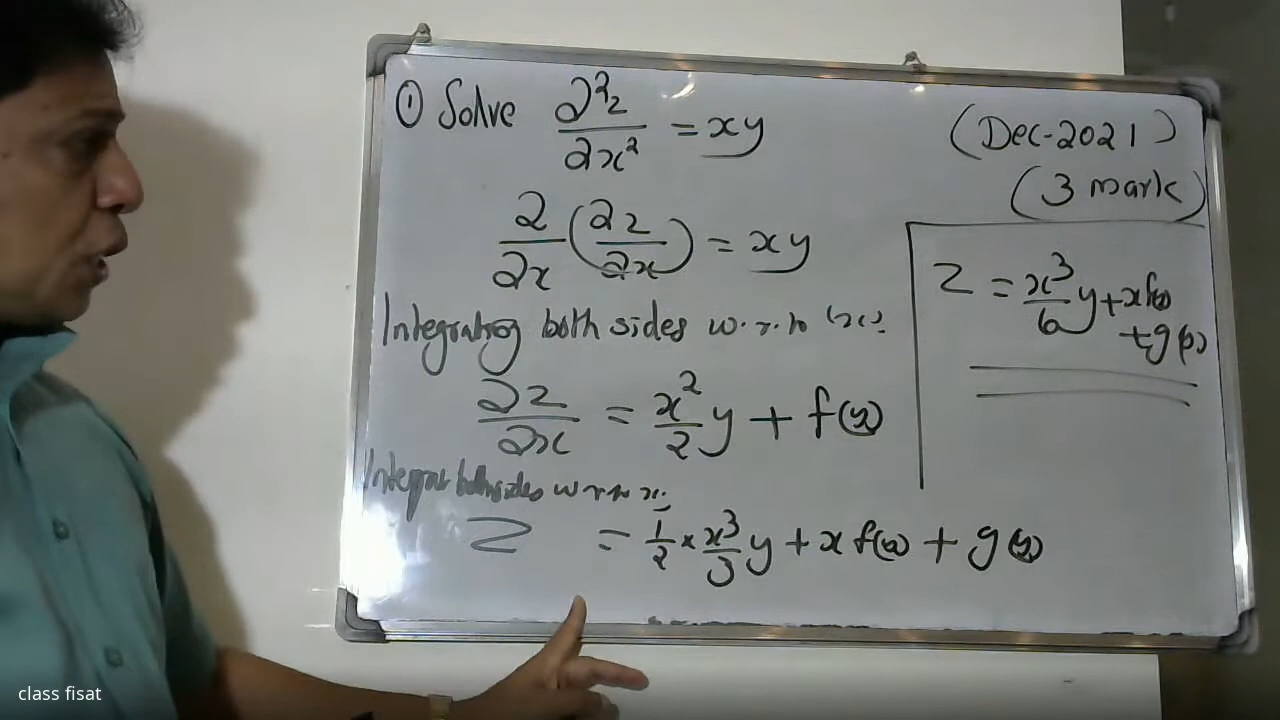 ① Solve ∂²z/∂x² = xy
(Dec-2021)
(3 mark)
∂/∂x (∂z/∂x) = xy
Integrating both sides w.r.to 'x'.
∂z/∂x = x²/2 y + f(y)
Integrat both sides w.r.to x.
z = 1/2 × x³/3 y + x f(y) + g(y)
z = x³/6 y + x f(y)
+ g(y)
class fisat